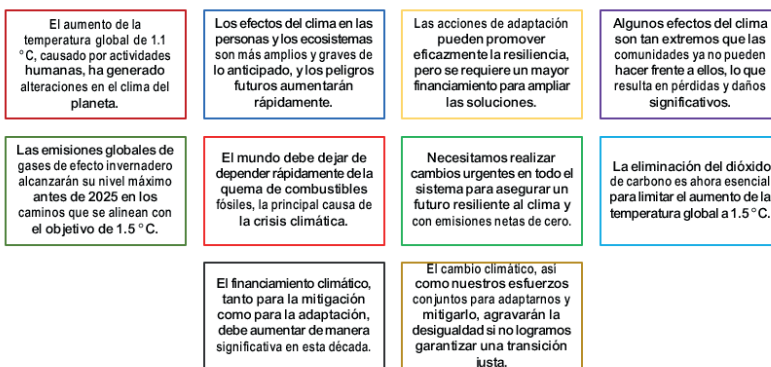 El aumento de la
temperatura global de 1.1
°C, causado por actividades
humanas, ha generado
alteraciones en el clima del
planeta.
Los efectos del clima en las
personas y los ecosistemas
son más amplios y graves de
lo anticipado, y los peligros
futuros aumentarán
rápidamente.
Las acciones de adaptación
pueden promover
eficazmente la resiliencia,
pero se requiere un mayor
financiamiento para ampliar
las soluciones.
Algunos efectos del clima
son tan extremos que las
comunidades ya no pueden
hacer frente a ellos, lo que
resulta en pérdidas y daños
significativos.
Las emisiones globales de
gases de efecto invernadero
alcanzarán su nivel máximo
antes de 2025 en los
caminos que se alinean con
el objetivo de 1.5 °C.
El mundo debe dejar de
depender rápidamente de la
quema de combustibles
fósiles, la principal causa de
la crisis climática.
Necesitamos realizar
cambios urgentes en todo el
sistema para asegurar un
futuro resiliente al clima y
con emisiones netas de cero.
La eliminación del dióxido
de carbono es ahora esencial
para limitar el aumento de la
temperatura global a 1.5 °C.
El financiamiento climático,
tanto para la mitigación
como para la adaptación,
debe aumentar de manera
significativa en esta década.
El cambio climático, así
como nuestros esfuerzos
conjuntos para adaptarnos y
mitigarlo, agravarán la
desigualdad si no logramos
garantizar una transición
justa.